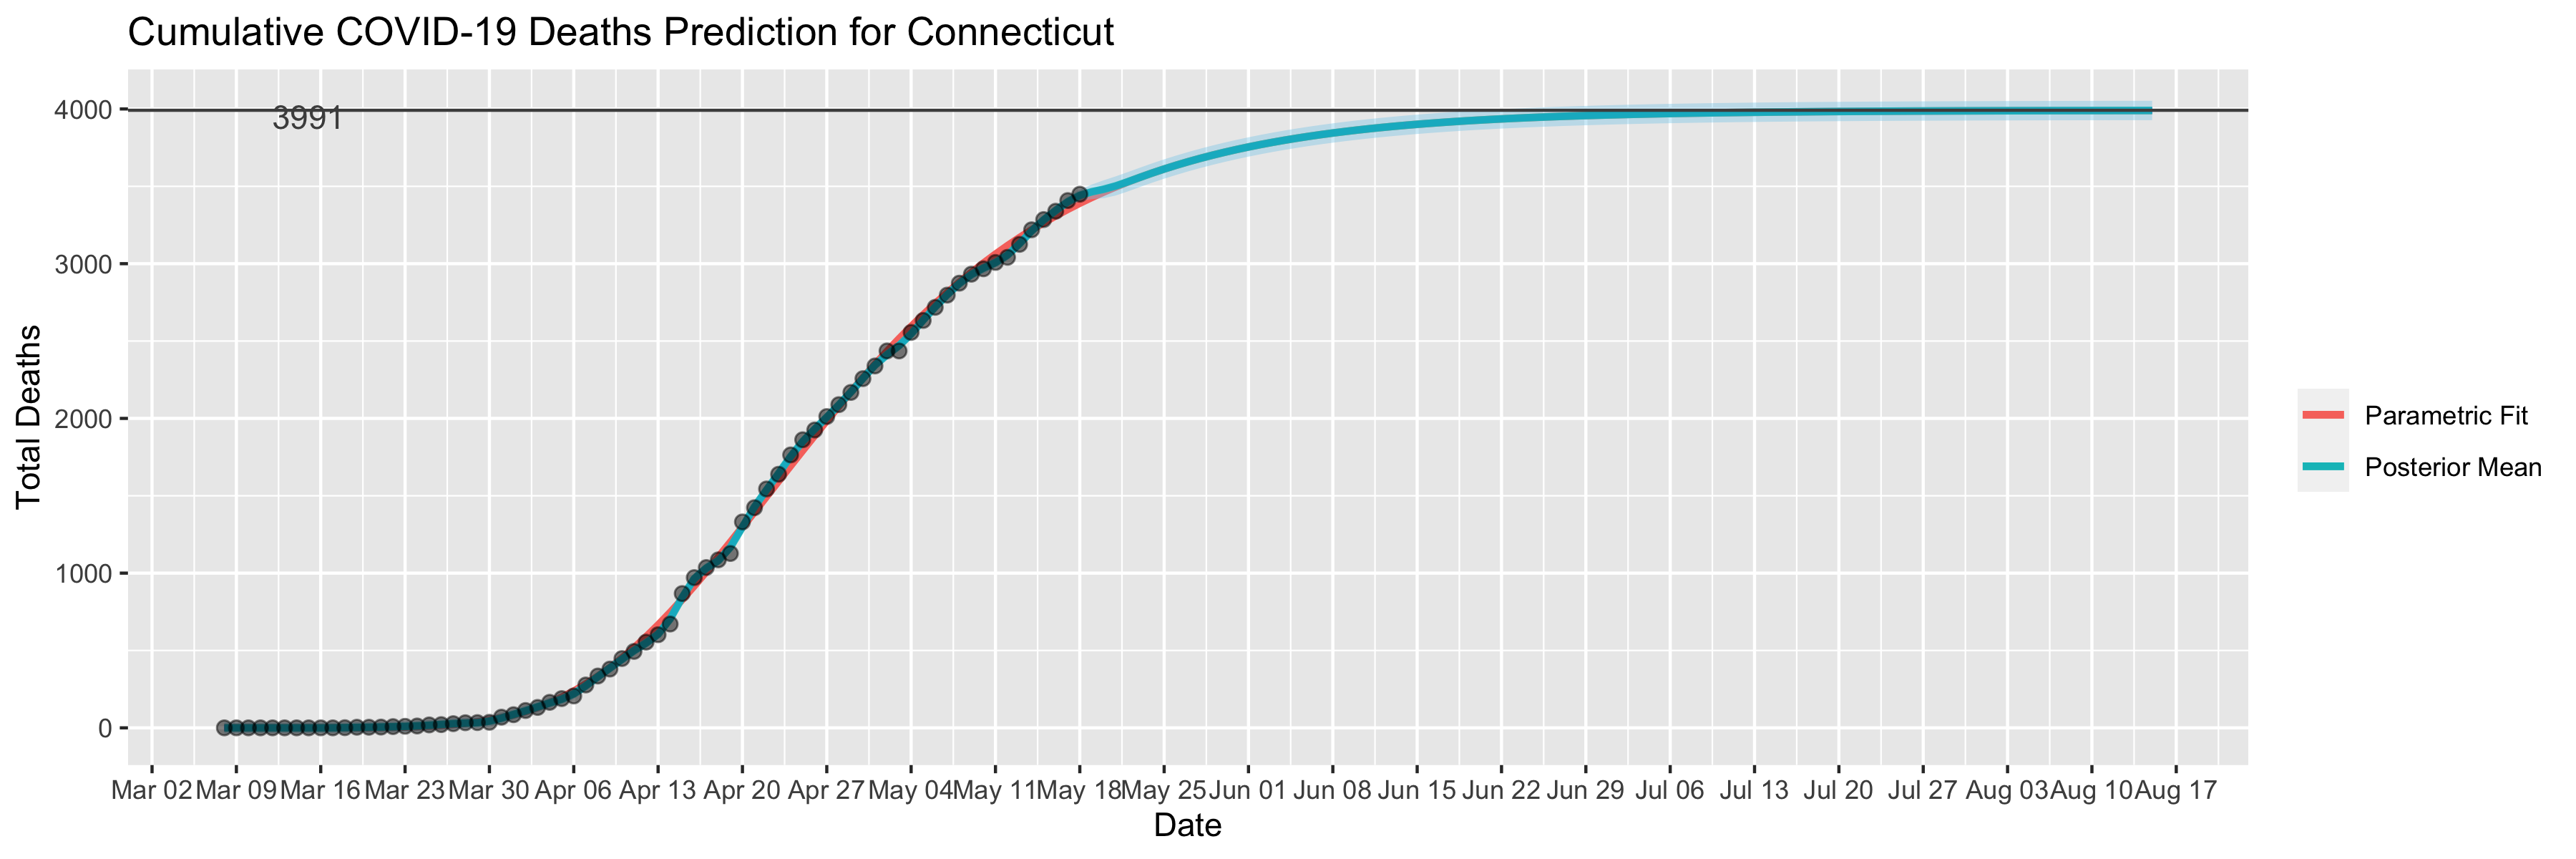 Cumulative COVID-19 Deaths Prediction for Connecticut
4000
3991
3000
2000
1000
0
Total Deaths
Mar 02 Mar 09 Mar 16 Mar 23 Mar 30 Apr 06 Apr 13 Apr 20 Apr 27 May 04 May 11 May 18 May 25 Jun 01 Jun 08 Jun 15 Jun 22 Jun 29 Jul 06 Jul 13 Jul 20 Jul 27 Aug 03 Aug 10 Aug 17
Date
Parametric Fit
Posterior Mean